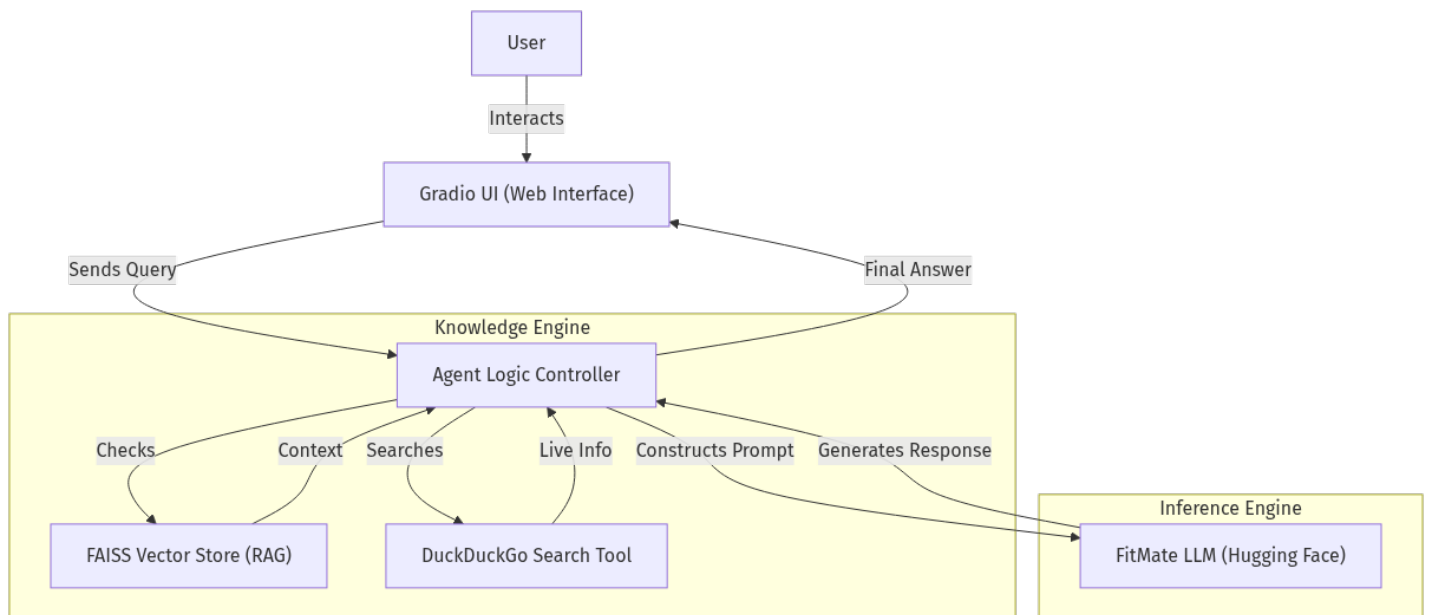 User
Interacts
Gradio UI (Web Interface)
Sends Query
Final Answer
Knowledge Engine
Agent Logic Controller
Checks
Context
Searches
Live Info
Constructs Prompt
Generates Response
Inference Engine
FAISS Vector Store (RAG)
DuckDuckGo Search Tool
FitMate LLM (Hugging Face)